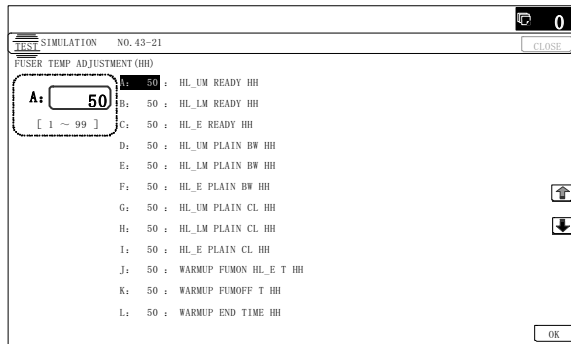 0
TEST SIMULATION NO.43-21
CLOSE
FUSER TEMP ADJUSTMENT(HH)
A: 50
[ 1 ～ 99 ]
A: 50 : HL_UM READY HH
B: 50 : HL_LM READY HH
C: 50 : HL_E READY HH
D: 50 : HL_UM PLAIN BW HH
E: 50 : HL_LM PLAIN BW HH
F: 50 : HL_E PLAIN BW HH
G: 50 : HL_UM PLAIN CL HH
H: 50 : HL_LM PLAIN CL HH
I: 50 : HL_E PLAIN CL HH
J: 50 : WARMUP FUMON HL_E T HH
K: 50 : WARMUP FUMOFF T HH
L: 50 : WARMUP END TIME HH
OK